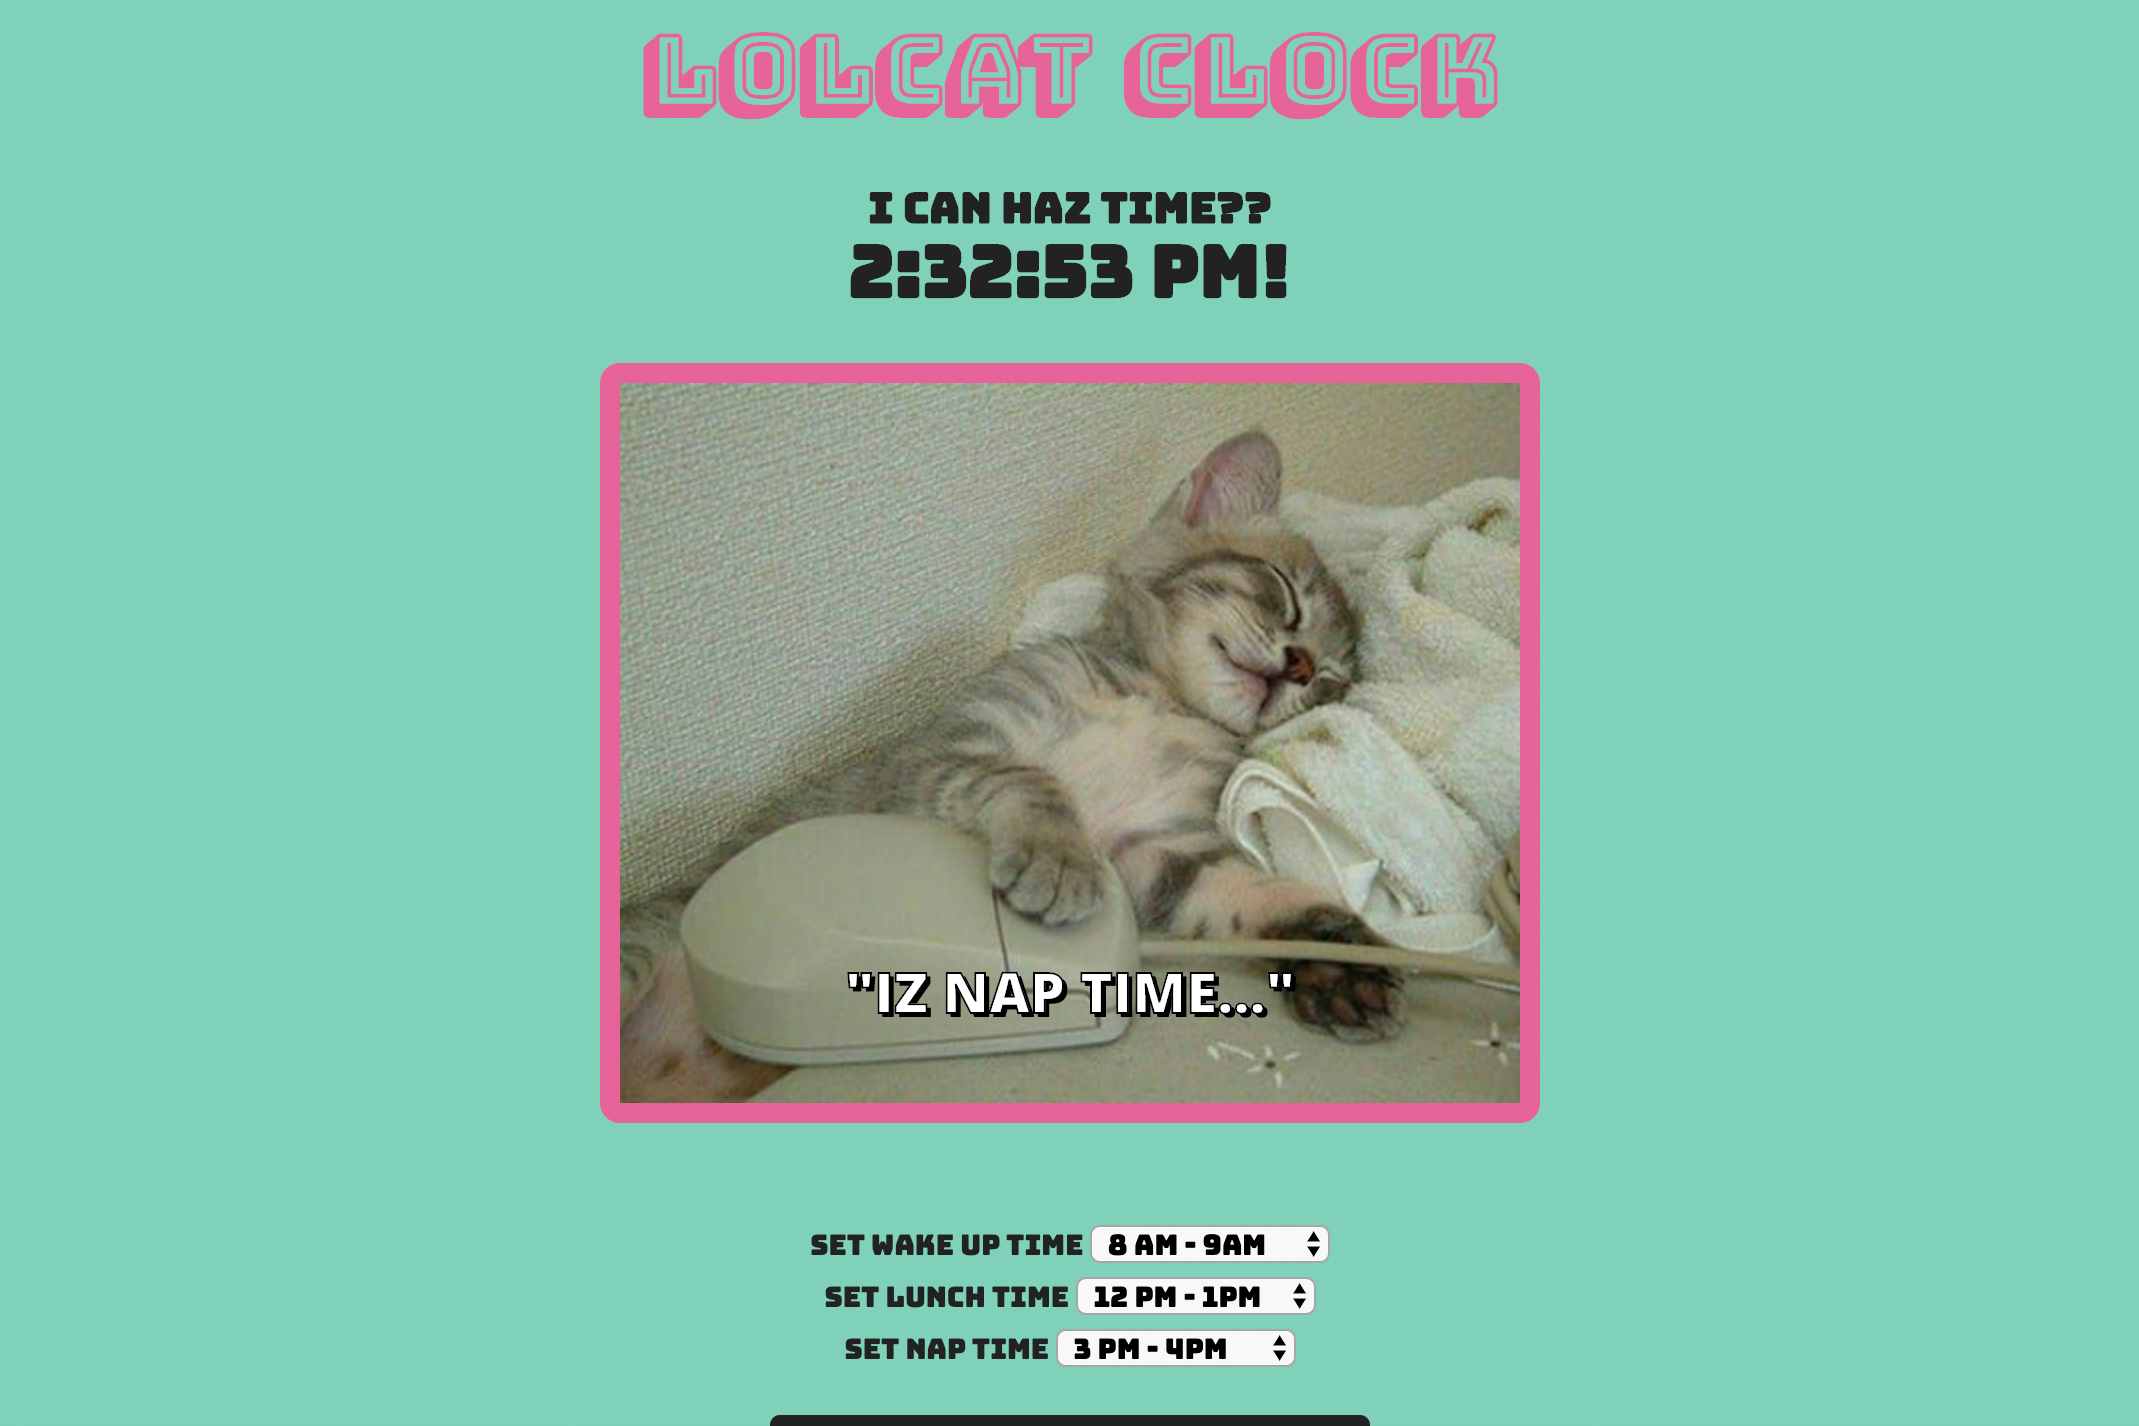 LOLCAT CLOCK
I CAN HAZ TIME??
2:32:53 PM!
"IZ NAP TIME..."
SET WAKE UP TIME 8 AM - 9AM
SET LUNCH TIME 12 PM - 1PM
SET NAP TIME 3 PM - 4PM